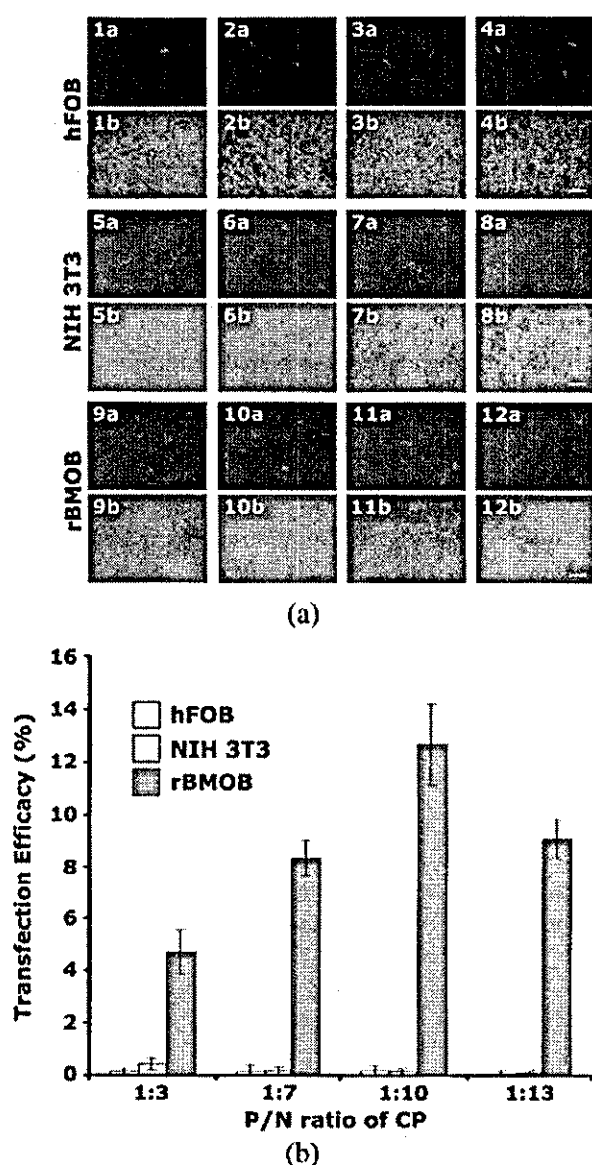 1a 2a 3a 4a
hFOB
1b 2b 3b 4b
5a 6a 7a 8a
NIH 3T3
5b 6b 7b 8b
9a 10a 11a 12a
rBMOB
9b 10b 11b 12b
(a)
16
14
12
10
8
6
4
2
0
Transfection Efficacy (%)
hFOB
NIH 3T3
rBMOB
1:3 1:7 1:10 1:13
P/N ratio of CP
(b)